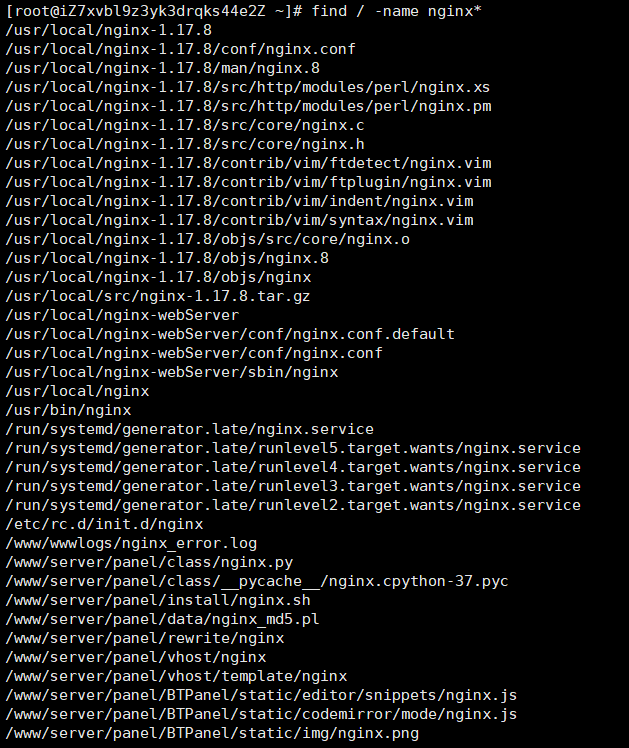 [root@iZ7xvbl9z3yk3drqks44e2Z ~]# find / -name nginx*
/usr/local/nginx-1.17.8
/usr/local/nginx-1.17.8/conf/nginx.conf
/usr/local/nginx-1.17.8/man/nginx.8
/usr/local/nginx-1.17.8/src/http/modules/perl/nginx.xs
/usr/local/nginx-1.17.8/src/http/modules/perl/nginx.pm
/usr/local/nginx-1.17.8/src/core/nginx.c
/usr/local/nginx-1.17.8/src/core/nginx.h
/usr/local/nginx-1.17.8/contrib/vim/ftdetect/nginx.vim
/usr/local/nginx-1.17.8/contrib/vim/ftplugin/nginx.vim
/usr/local/nginx-1.17.8/contrib/vim/indent/nginx.vim
/usr/local/nginx-1.17.8/contrib/vim/syntax/nginx.vim
/usr/local/nginx-1.17.8/objs/src/core/nginx.o
/usr/local/nginx-1.17.8/objs/nginx.8
/usr/local/nginx-1.17.8/objs/nginx
/usr/local/src/nginx-1.17.8.tar.gz
/usr/local/nginx-webServer
/usr/local/nginx-webServer/conf/nginx.conf.default
/usr/local/nginx-webServer/conf/nginx.conf
/usr/local/nginx-webServer/sbin/nginx
/usr/local/nginx
/usr/bin/nginx
/run/systemd/generator.late/nginx.service
/run/systemd/generator.late/runlevel5.target.wants/nginx.service
/run/systemd/generator.late/runlevel4.target.wants/nginx.service
/run/systemd/generator.late/runlevel3.target.wants/nginx.service
/run/systemd/generator.late/runlevel2.target.wants/nginx.service
/etc/rc.d/init.d/nginx
/www/wwwlogs/nginx_error.log
/www/server/panel/class/nginx.py
/www/server/panel/class/__pycache__/nginx.cpython-37.pyc
/www/server/panel/install/nginx.sh
/www/server/panel/data/nginx_md5.pl
/www/server/panel/rewrite/nginx
/www/server/panel/vhost/nginx
/www/server/panel/vhost/template/nginx
/www/server/panel/BTPanel/static/editor/snippets/nginx.js
/www/server/panel/BTPanel/static/codemirror/mode/nginx.js
/www/server/panel/BTPanel/static/img/nginx.png